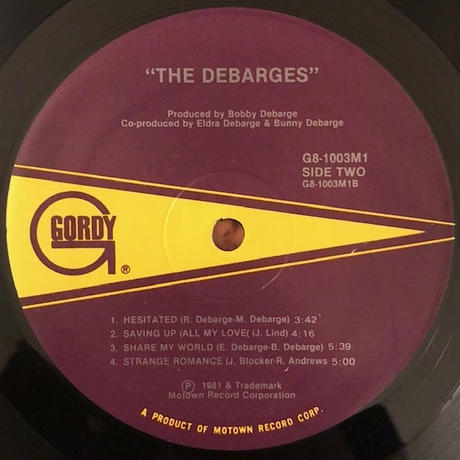 "THE DEBARGES"
Produced by Bobby Debarge
Co-produced by Eldra Debarge & Bunny Debarge
G8-1003M1
SIDE TWO
G8-1003M1B
GORDY
®
1. HESITATED (R. Debarge-M. Debarge) 3:42
2. SAVING UP (ALL MY LOVE( (J. Lind) 4:16
3. SHARE MY WORLD (E. Debarge-B. Debarge) 5:39
4. STRANGE ROMANCE (J. Blocker-R. Andrews 5:00
℗ 1981 & Trademark
Motown Record Corporation
A PRODUCT OF MOTOWN RECORD CORP.